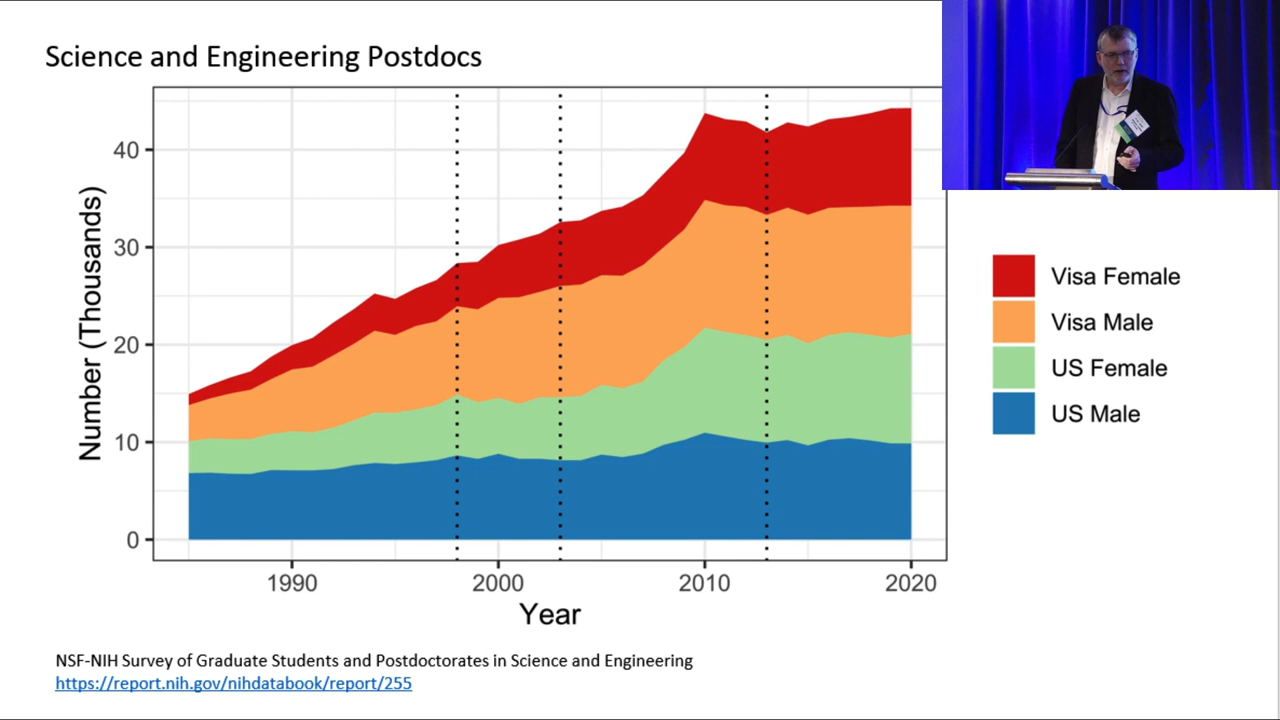 Science and Engineering Postdocs
Number (Thousands)
40
30
20
10
0
1990
2000
2010
2020
Year
Visa Female
Visa Male
US Female
US Male
NSF-NIH Survey of Graduate Students and Postdoctorates in Science and Engineering
https://report.nih.gov/nihdatabook/report/255